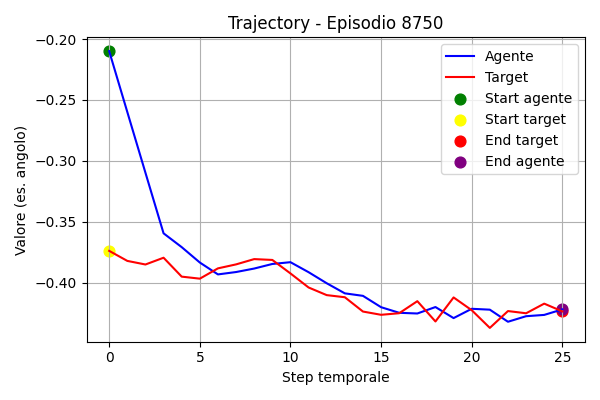 Trajectory - Episodio 8750
Valore (es. angolo)
−0.20
−0.25
−0.30
−0.35
−0.40
Agente
Target
Start agente
Start target
End target
End agente
0 5 10 15 20 25
Step temporale